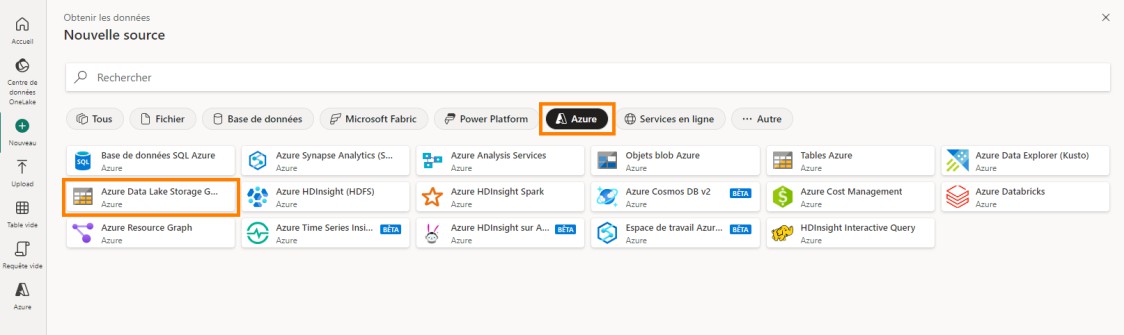 Obtenir les données
Nouvelle source
Accueil
Centre de
données
OneLake
Nouveau
Upload
Table vide
Requête vide
Azure
Rechercher
Tous Fichier Base de données Microsoft Fabric Power Platform Azure Services en ligne Autre
SQL Base de données SQL Azure
Azure
Azure Synapse Analytics (S...
Azure
Azure Analysis Services
Azure
Objets blob Azure
Azure
Tables Azure
Azure
Azure Data Explorer (Kusto)
Azure
Azure Data Lake Storage G...
Azure
Azure HDInsight (HDFS)
Azure
Azure HDInsight Spark
Azure
Azure Cosmos DB v2 BÊTA
Azure
Azure Cost Management
Azure
Azure Databricks
Azure
Azure Resource Graph
Azure
Azure Time Series Insi... BÊTA
Azure
Azure HDInsight sur A... BÊTA
Azure
Espace de travail Azur... BÊTA
Azure
HDInsight Interactive Query
Azure